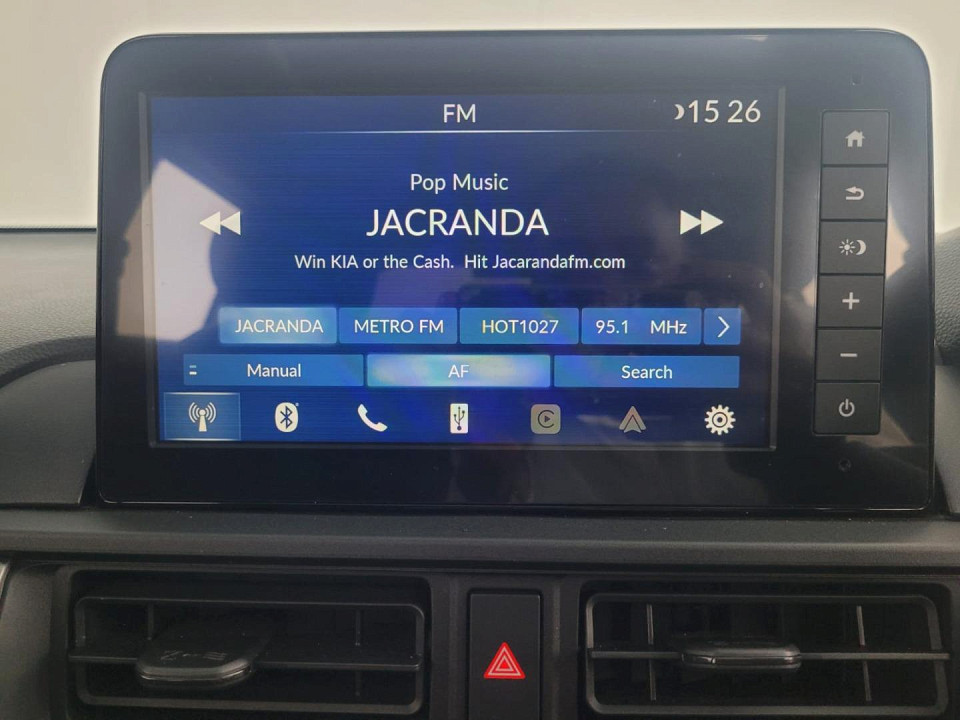 FM
15 26
Pop Music
JACRANDA
Win KIA or the Cash. Hit Jacarandafm.com
JACRANDA METRO FM HOT1027 95.1 MHz
Manual AF Search